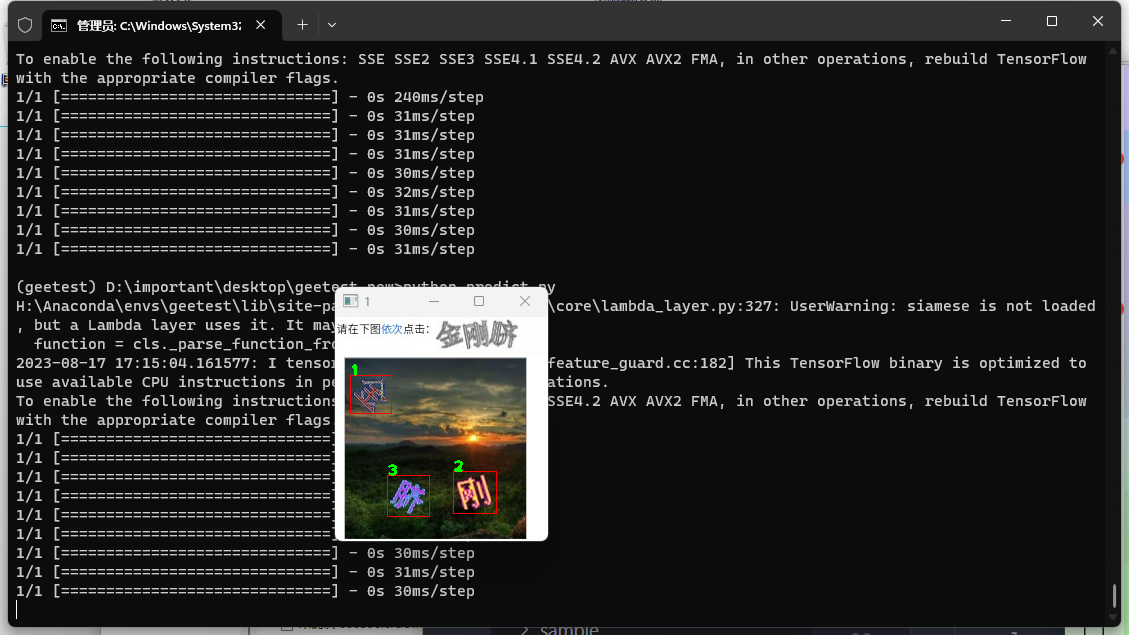 管理员: C:\Windows\System32
To enable the following instructions: SSE SSE2 SSE3 SSE4.1 SSE4.2 AVX AVX2 FMA, in other operations, rebuild TensorFlow
with the appropriate compiler flags.
1/1 [==============================] - 0s 240ms/step
1/1 [==============================] - 0s 31ms/step
1/1 [==============================] - 0s 31ms/step
1/1 [==============================] - 0s 31ms/step
1/1 [==============================] - 0s 30ms/step
1/1 [==============================] - 0s 32ms/step
1/1 [==============================] - 0s 31ms/step
1/1 [==============================] - 0s 30ms/step
1/1 [==============================] - 0s 31ms/step
(geetest) D:\important\desktop\geetest_new>python predict.py
H:\Anaconda\envs\geetest\lib\site-pa \core\lambda_layer.py:327: UserWarning: siamese is not loaded
, but a Lambda layer uses it. It may
function = cls._parse_function_fro
2023-08-17 17:15:04.161577: I tensor feature_guard.cc:182] This TensorFlow binary is optimized to
use available CPU instructions in pe ations.
To enable the following instructions SSE4.2 AVX AVX2 FMA, in other operations, rebuild TensorFlow
with the appropriate compiler flags
1/1 [==============================]
1/1 [==============================]
1/1 [==============================]
1/1 [==============================]
1/1 [==============================]
1/1 [==============================]
1/1 [==============================] - 0s 30ms/step
1/1 [==============================] - 0s 31ms/step
1/1 [==============================] - 0s 30ms/step
1
请在下图依次点击: 金刚脐
1
3 2
脐 刚
sample